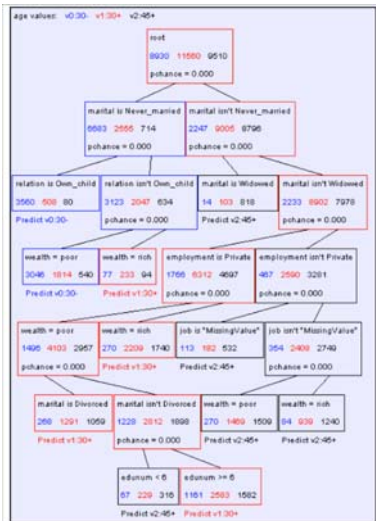 age values: v0:30- v1:30+ v2:45+
root
8930 11560 9510
pchance = 0.000
marital is Never_married
6683 2555 714
pchance = 0.000
marital isn't Never_married
2247 9005 8796
pchance = 0.000
relation is Own_child
3560 508 80
Predict v0:30-
relation isn't Own_child
3123 2047 634
pchance = 0.000
marital is Widowed
14 103 818
Predict v2:45+
marital isn't Widowed
2233 8902 7978
pchance = 0.000
wealth = poor
3046 1814 540
Predict v0:30-
wealth = rich
77 233 94
Predict v1:30+
employment is Private
1766 6312 4697
pchance = 0.000
employment isn't Private
467 2590 3281
pchance = 0.000
wealth = poor
1496 4103 2957
pchance = 0.000
wealth = rich
270 2209 1740
Predict v1:30+
job is "MissingValue"
113 182 532
Predict v2:45+
job isn't "MissingValue"
354 2408 2749
pchance = 0.000
marital is Divorced
268 1291 1059
Predict v1:30+
marital isn't Divorced
1228 2812 1898
pchance = 0.000
wealth = poor
270 1469 1509
Predict v2:45+
wealth = rich
84 939 1240
Predict v2:45+
edunum < 6
67 229 316
Predict v2:45+
edunum >= 6
1161 2583 1582
Predict v1:30+